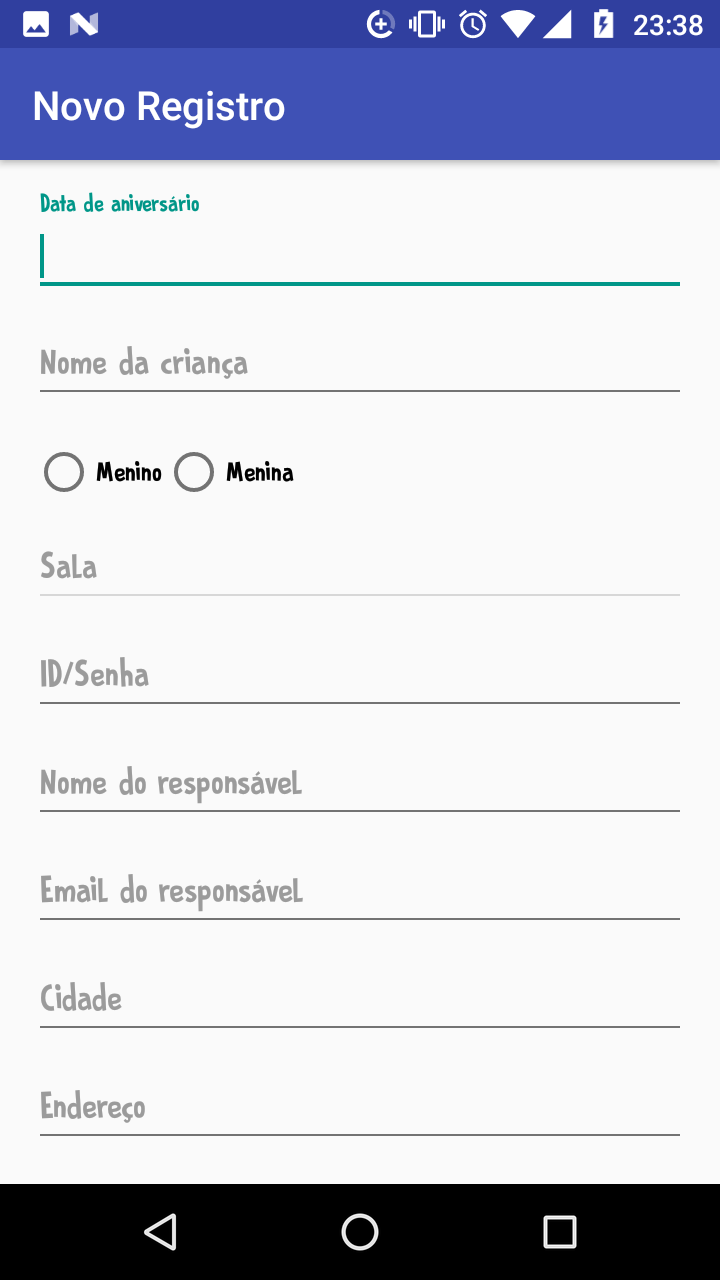 23:38
Novo Registro
Data de aniversário
Nome da criança
Menino Menina
Sala
ID/Senha
Nome do responsável
Email do responsável
Cidade
Endereço